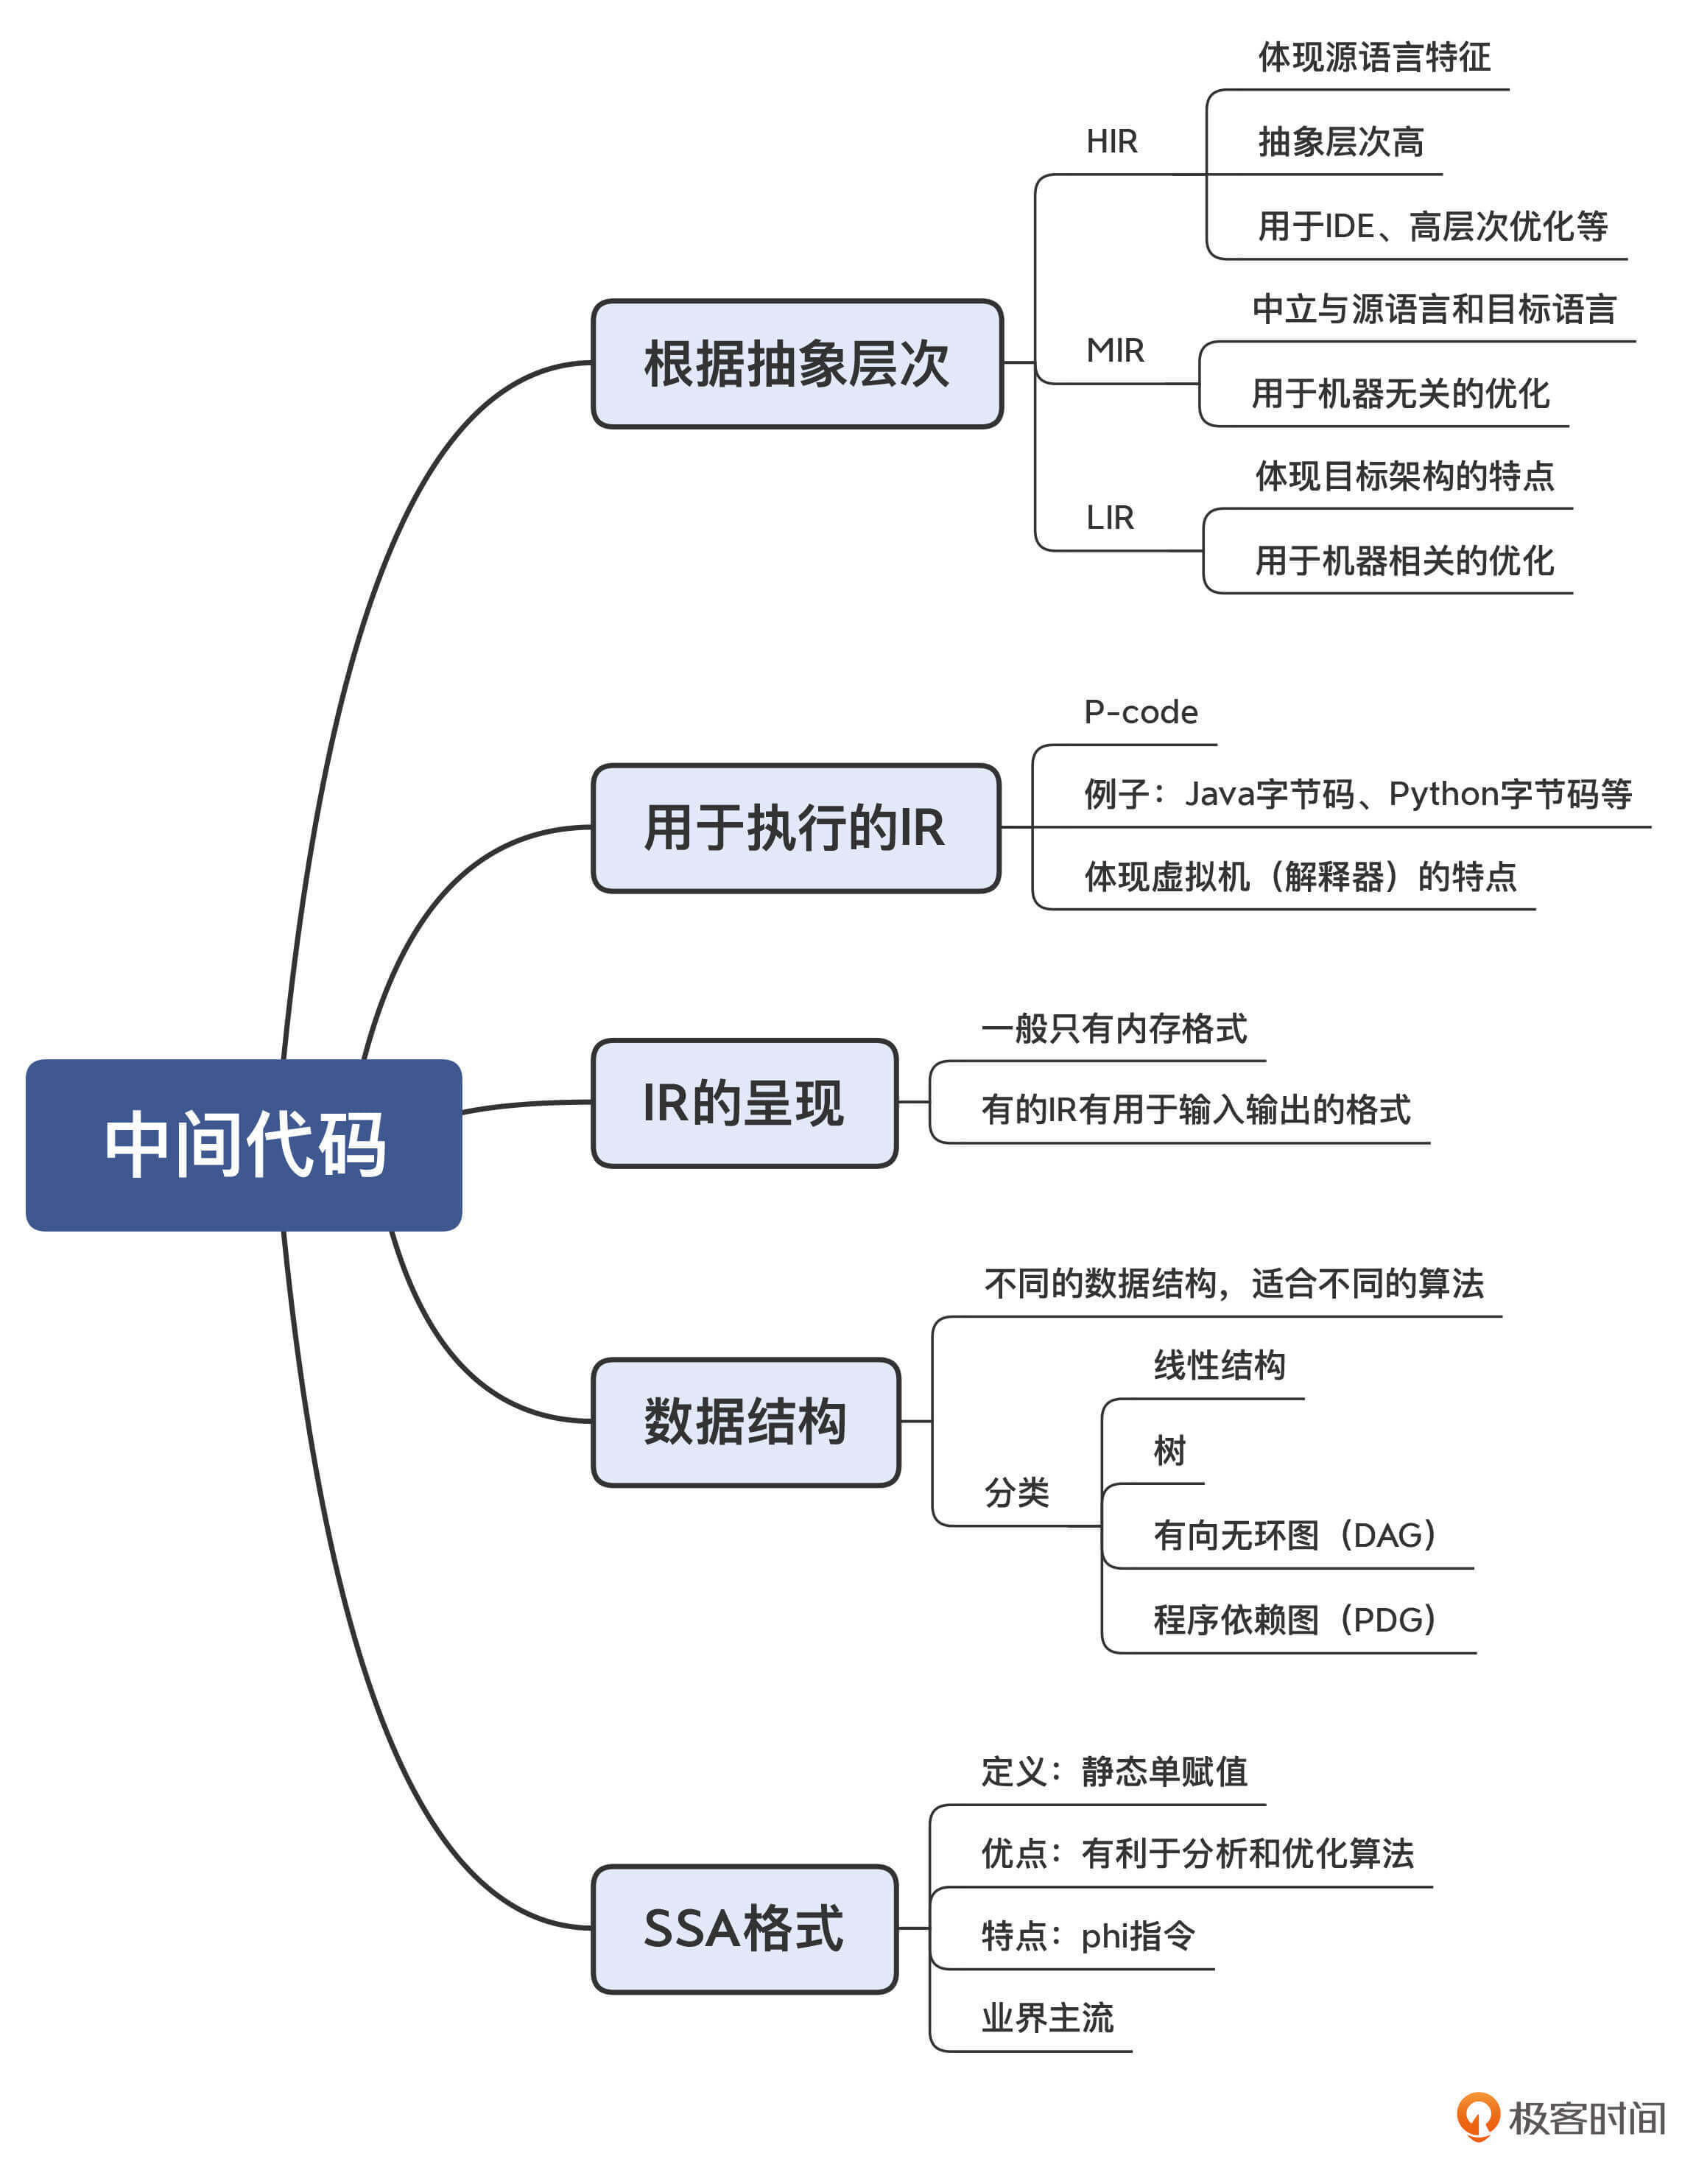 中间代码
根据抽象层次
HIR
体现源语言特征
抽象层次高
用于IDE、高层次优化等
MIR
中立与源语言和目标语言
用于机器无关的优化
LIR
体现目标架构的特点
用于机器相关的优化
用于执行的IR
P-code
例子：Java字节码、Python字节码等
体现虚拟机（解释器）的特点
IR的呈现
一般只有内存格式
有的IR有用于输入输出的格式
数据结构
不同的数据结构，适合不同的算法
分类
线性结构
树
有向无环图（DAG）
程序依赖图（PDG）
SSA格式
定义：静态单赋值
优点：有利于分析和优化算法
特点：phi指令
业界主流
极客时间